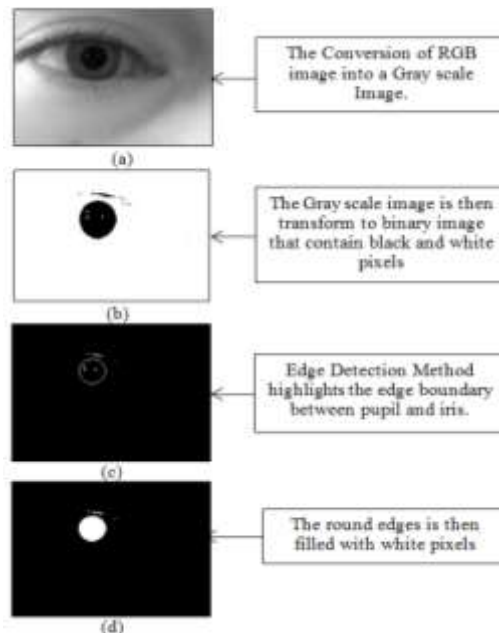 The Conversion of RGB
image into a Gray scale
Image.
(a)
The Gray scale image is then
transform to binary image
that contain black and white
pixels
(b)
Edge Detection Method
highlights the edge boundary
between pupil and iris.
(c)
The round edges is then
filled with white pixels
(d)